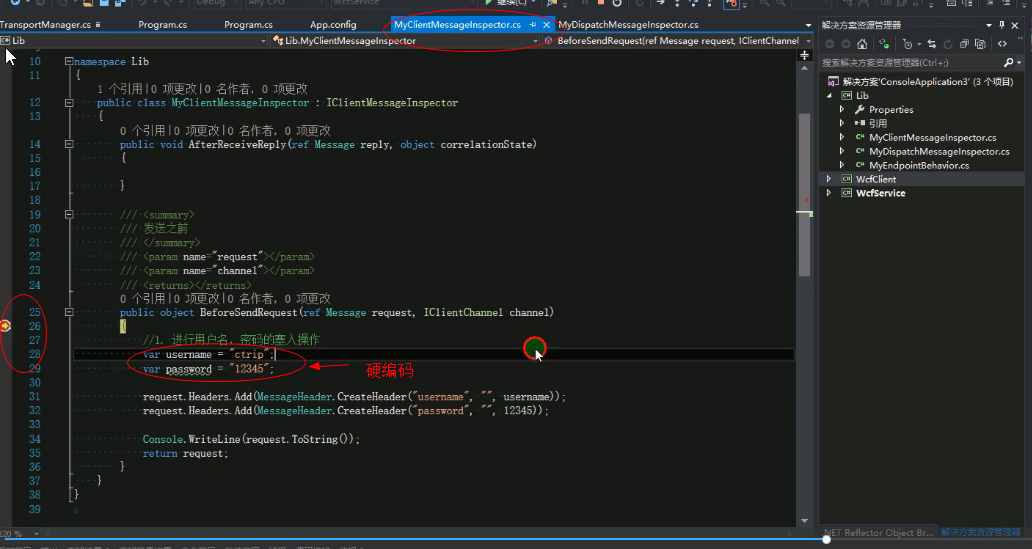 Debug Any CPU WcfService 继续(C)
TransportManager.cs Program.cs Program.cs App.config MyClientMessageInspector.cs MyDispatchMessageInspector.cs
Lib Lib.MyClientMessageInspector BeforeSendRequest(ref Message request, IClientChannel
10 namespace Lib
11 {
1 个引用|0 项更改|0 名作者, 0 项更改
12 public class MyClientMessageInspector : IClientMessageInspector
13 {
0 个引用|0 项更改|0 名作者, 0 项更改
14 public void AfterReceiveReply(ref Message reply, object correlationState)
15 {
16
17 }
18
19 /// <summary>
20 /// 发送之前
21 /// </summary>
22 /// <param name="request"></param>
23 /// <param name="channel"></param>
24 /// <returns></returns>
0 个引用|0 项更改|0 名作者, 0 项更改
25 public object BeforeSendRequest(ref Message request, IClientChannel channel)
26 {
27 //1. 进行用户名, 密码的塞入操作
28 var username = "ctrip";
29 var password = "12345";
硬编码
30
31 request.Headers.Add(MessageHeader.CreateHeader("username", "", username));
32 request.Headers.Add(MessageHeader.CreateHeader("password", "", 12345));
33
34 Console.WriteLine(request.ToString());
35 return request;
36 }
37 }
38 }
39
120 %
解决方案资源管理器
搜索解决方案资源管理器(Ctrl+;)
解决方案'ConsoleApplication3' (3 个项目)
Lib
Properties
引用
MyClientMessageInspector.cs
MyDispatchMessageInspector.cs
MyEndpointBehavior.cs
WcfClient
WcfService
.NET Reflector Object Br... 解决方案资源管理器